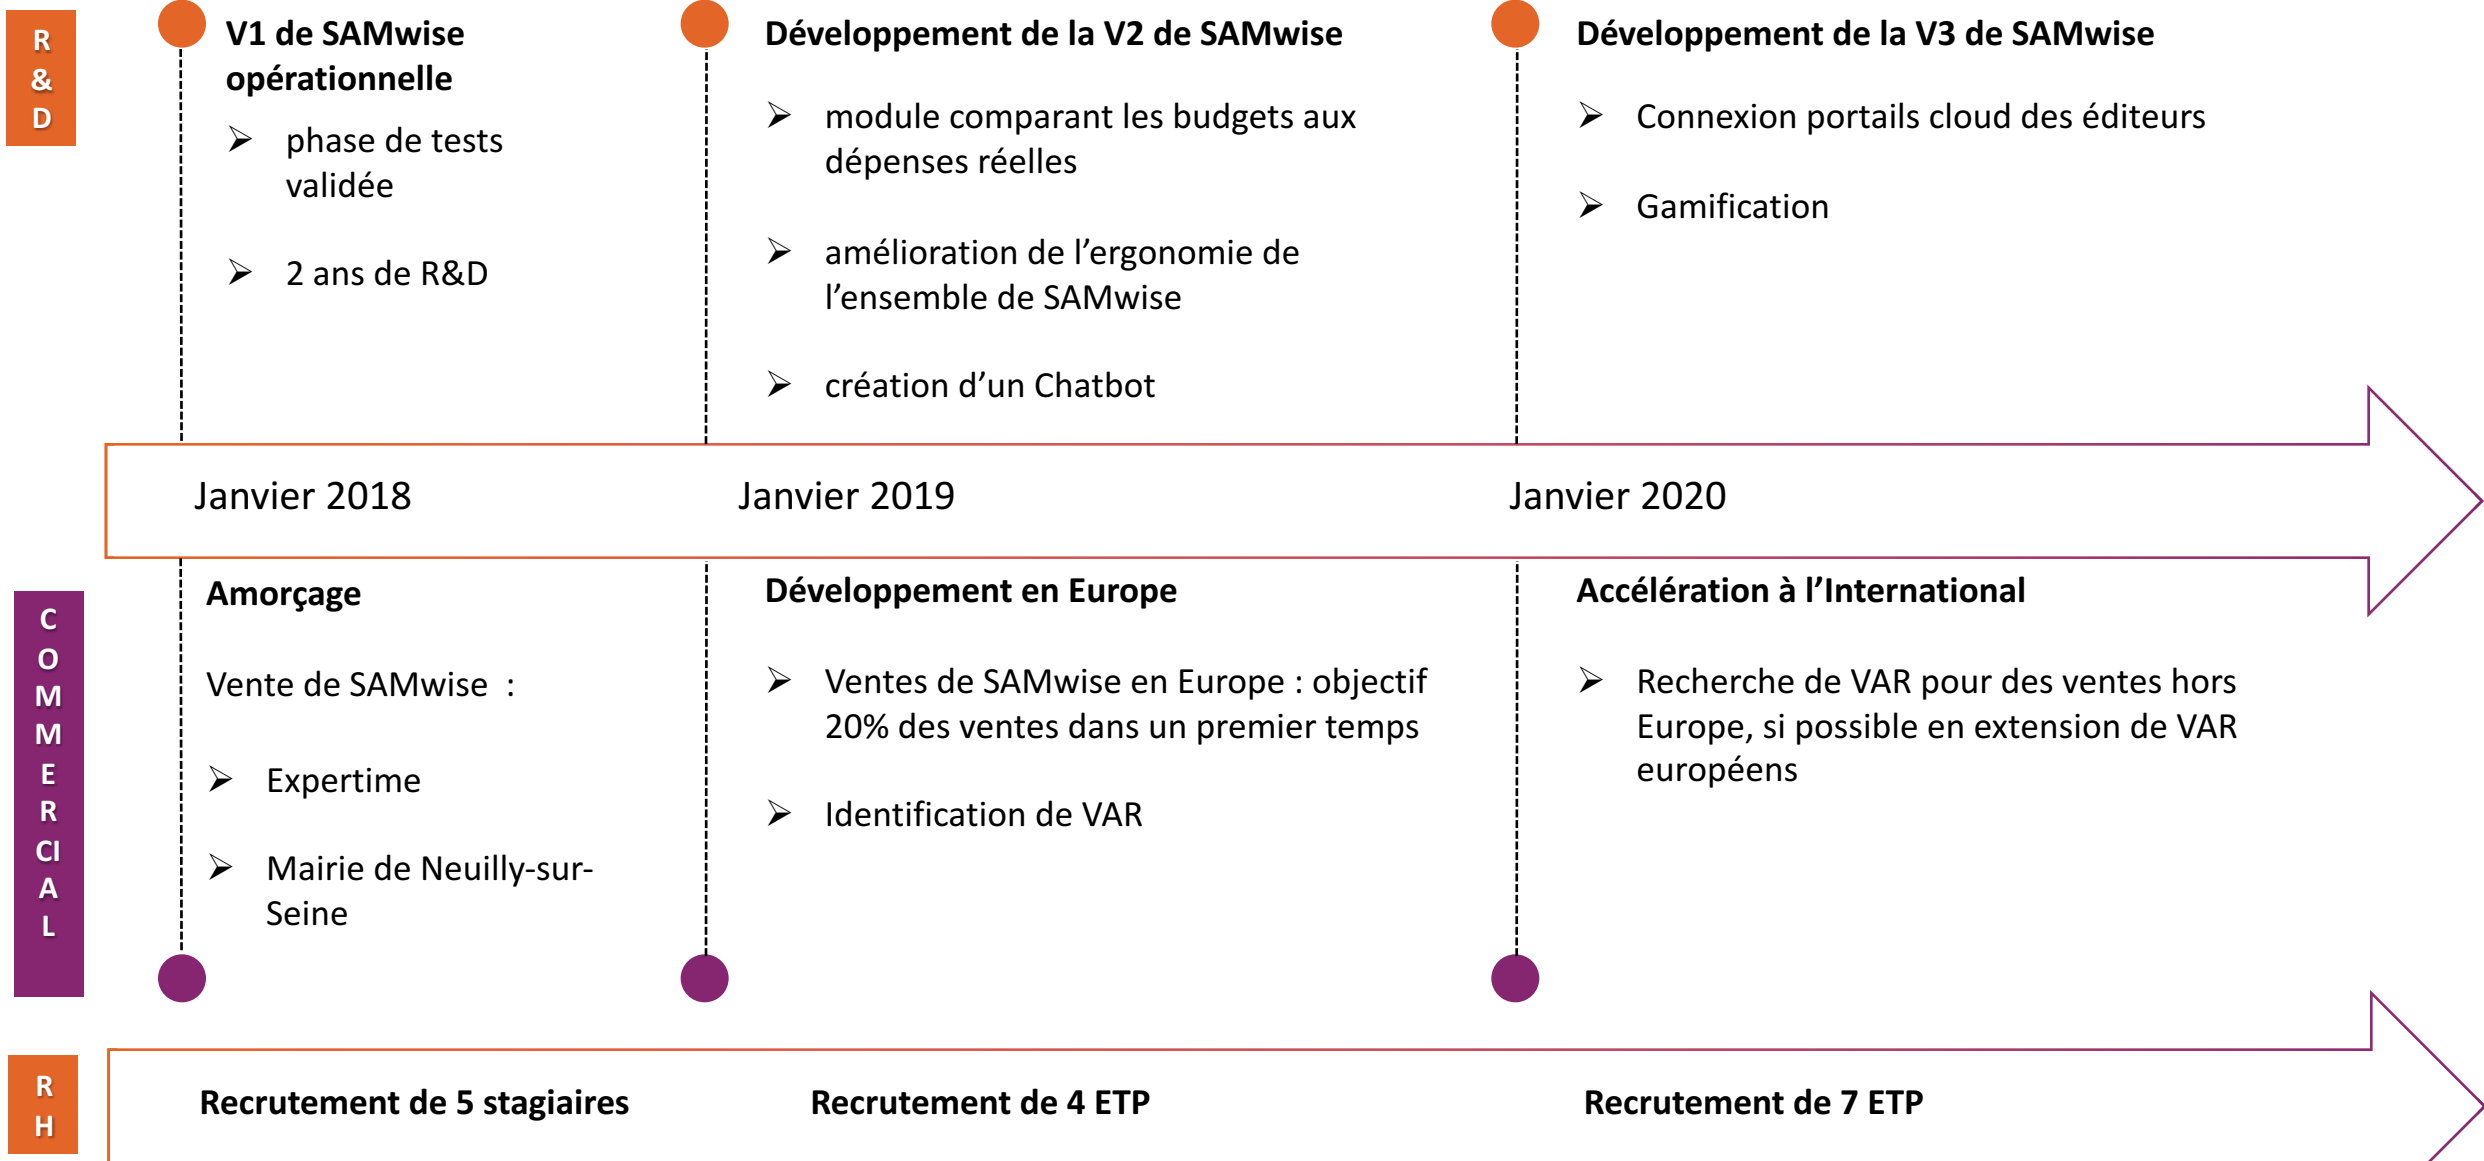 R
&
D
V1 de SAMwise
opérationnelle
➢ phase de tests
validée
➢ 2 ans de R&D
Développement de la V2 de SAMwise
➢ module comparant les budgets aux
dépenses réelles
➢ amélioration de l’ergonomie de
l’ensemble de SAMwise
➢ création d’un Chatbot
Développement de la V3 de SAMwise
➢ Connexion portails cloud des éditeurs
➢ Gamification
Janvier 2018
Janvier 2019
Janvier 2020
C
O
M
M
E
R
CI
A
L
Amorçage
Vente de SAMwise :
➢ Expertime
➢ Mairie de Neuilly-sur-
Seine
Développement en Europe
➢ Ventes de SAMwise en Europe : objectif
20% des ventes dans un premier temps
➢ Identification de VAR
Accélération à l’International
➢ Recherche de VAR pour des ventes hors
Europe, si possible en extension de VAR
européens
R
H
Recrutement de 5 stagiaires
Recrutement de 4 ETP
Recrutement de 7 ETP